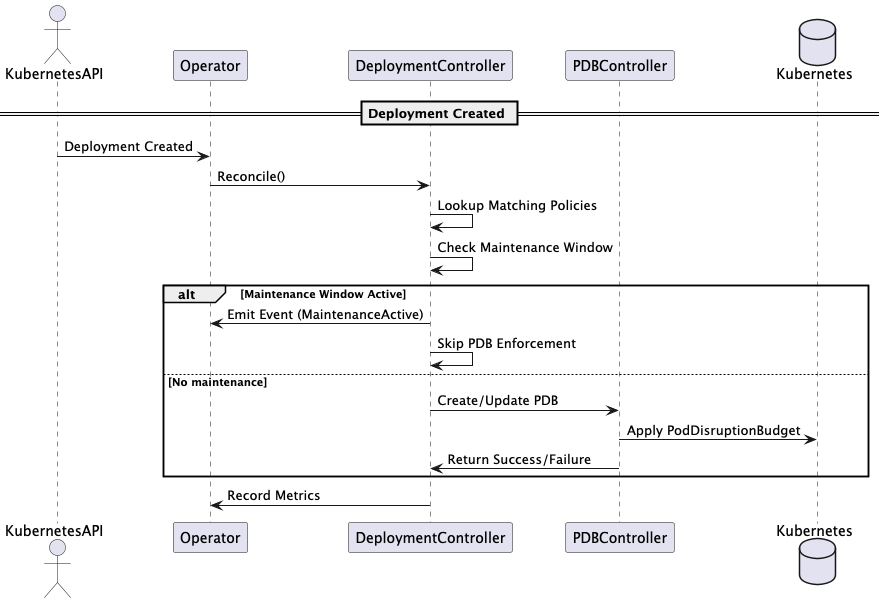 KubernetesAPI
Operator
DeploymentController
PDBController
Kubernetes
Deployment Created
Deployment Created
Reconcile()
Lookup Matching Policies
Check Maintenance Window
alt
[Maintenance Window Active]
Emit Event (MaintenanceActive)
Skip PDB Enforcement
[No maintenance]
Create/Update PDB
Apply PodDisruptionBudget
Return Success/Failure
Record Metrics
KubernetesAPI
Operator
DeploymentController
PDBController
Kubernetes